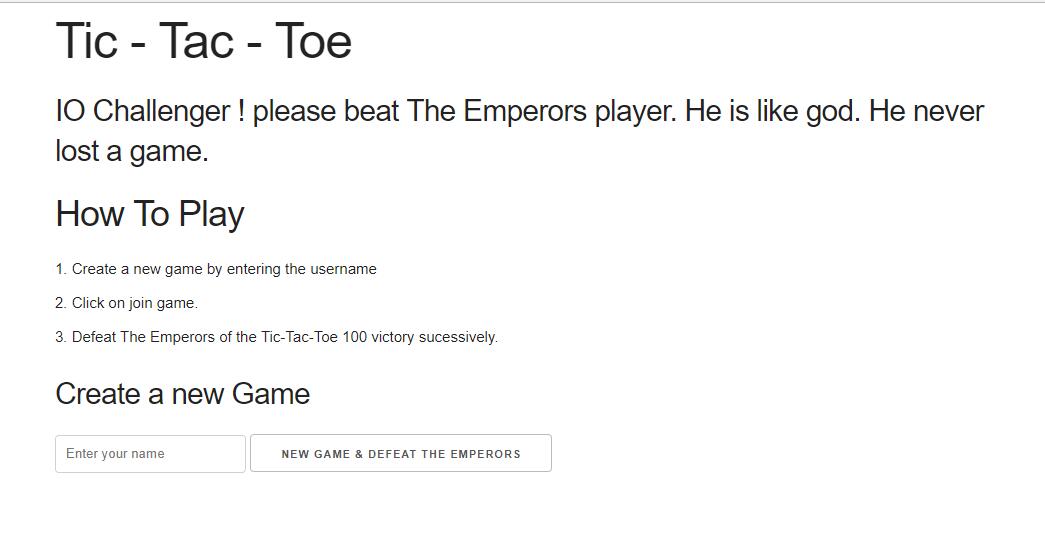 Tic - Tac - Toe
IO Challenger ! please beat The Emperors player. He is like god. He never
lost a game.
How To Play
1. Create a new game by entering the username
2. Click on join game.
3. Defeat The Emperors of the Tic-Tac-Toe 100 victory sucessively.
Create a new Game
Enter your name
NEW GAME & DEFEAT THE EMPERORS